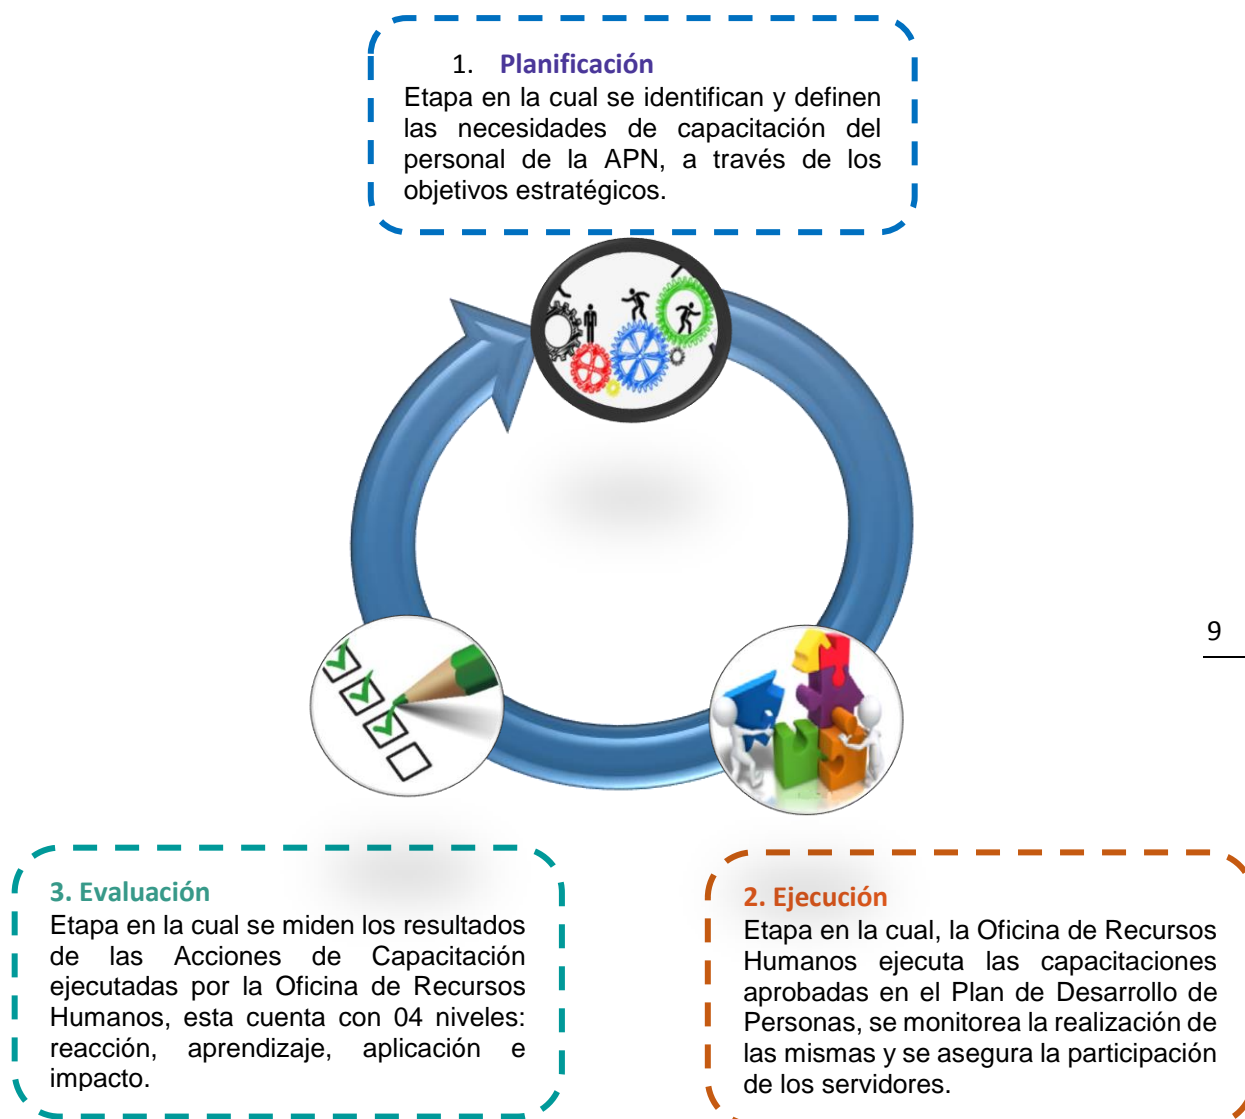 1. Planificación
Etapa en la cual se identifican y definen
las necesidades de capacitación del
personal de la APN, a través de los
objetivos estratégicos.
9
3. Evaluación
Etapa en la cual se miden los resultados
de las Acciones de Capacitación
ejecutadas por la Oficina de Recursos
Humanos, esta cuenta con 04 niveles:
reacción, aprendizaje, aplicación e
impacto.
2. Ejecución
Etapa en la cual, la Oficina de Recursos
Humanos ejecuta las capacitaciones
aprobadas en el Plan de Desarrollo de
Personas, se monitorea la realización de
las mismas y se asegura la participación
de los servidores.